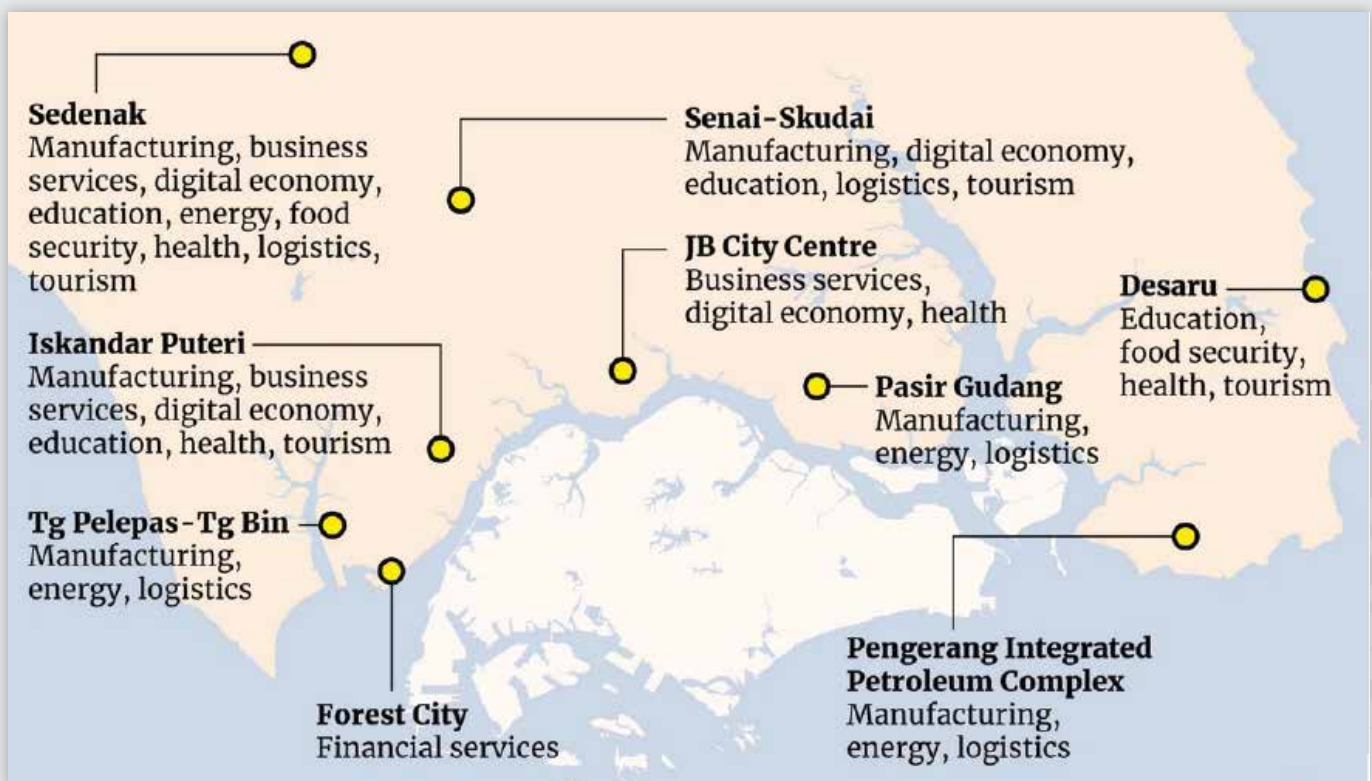 Sedenak
Manufacturing, business
services, digital economy,
education, energy, food
security, health, logistics,
tourism
Senai-Skudai
Manufacturing, digital economy,
education, logistics, tourism
JB City Centre
Business services,
digital economy, health
Desaru
Education,
food security,
health, tourism
Iskandar Puteri
Manufacturing, business
services, digital economy,
education, health, tourism
Pasir Gudang
Manufacturing,
energy, logistics
Tg Pelepas-Tg Bin
Manufacturing,
energy, logistics
Forest City
Financial services
Pengerang Integrated
Petroleum Complex
Manufacturing,
energy, logistics